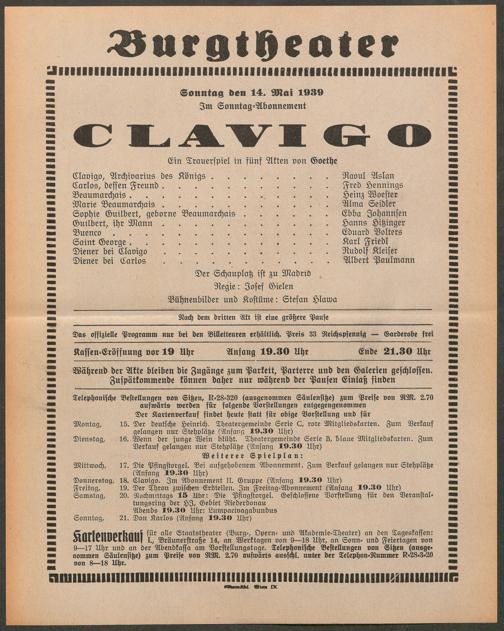 Burgtheater
Sonntag den 14. Mai 1939
Im Sonntag-Abonnement
CLAVIGO
Ein Trauerspiel in fünf Akten von Goethe
Clavigo, Archivarius des Königs . . . . . . . . . Raoul Aslan
Carlos, dessen Freund . . . . . . . . . . . . Fred Hennings
Beaumarchais . . . . . . . . . . . . . . Heinz Woester
Marie Beaumarchais . . . . . . . . . . . . Alma Seidler
Sophie Guilbert, geborne Beaumarchais . . . . . . . Ebba Johannsen
Guilbert, ihr Mann . . . . . . . . . . . . Hanns Hitzinger
Buenco . . . . . . . . . . . . . . . Eduard Volters
Saint George . . . . . . . . . . . . . . Karl Friedl
Diener bei Clavigo . . . . . . . . . . . . Rudolf Kleiser
Diener bei Carlos . . . . . . . . . . . . Albert Paulmann
Der Schauplatz ist zu Madrid
Regie: Josef Gielen
Bühnenbilder und Kostüme: Stefan Hlawa
Nach dem dritten Akt ist eine größere Pause
Das offizielle Programm nur bei den Billetteuren erhältlich. Preis 33 Reichspfennig — Garderobe frei
Kassen-Eröffnung vor 19 Uhr Anfang 19.30 Uhr Ende 21.30 Uhr
Während der Akte bleiben die Zugänge zum Parkett, Parterre und den Galerien geschlossen.
Zuspätkommende können daher nur während der Pausen Einlaß finden
Telephonische Bestellungen von Sitzen, R-28-320 (ausgenommen Säulensitze) zum Preise von RM. 2.70
aufwärts werden für folgende Vorstellungen entgegengenommen
Der Kartenverkauf findet heute statt für obige Vorstellung und für
Montag, 15. Der deutsche Heinrich. Theatergemeinde Serie C, rote Mitgliedskarten. Zum Verkauf
gelangen nur Stehplätze (Anfang 19.30 Uhr)
Dienstag, 16. Wenn der junge Wein blüht. Theatergemeinde Serie B, blaue Mitgliedskarten. Zum
Verkauf gelangen nur Stehplätze (Anfang 19.30 Uhr)
Weiterer Spielplan:
Mittwoch, 17. Die Pfingstorgel. Bei aufgehobenem Abonnement. Zum Verkauf gelangen nur Stehplätze
(Anfang 19.30 Uhr)
Donnerstag, 18. Clavigo. Im Abonnement II. Gruppe (Anfang 19.30 Uhr)
Freitag, 19. Der Thron zwischen Erdteilen. Im Freitag-Abonnement (Anfang 19.30 Uhr)
Samstag, 20. Nachmittags 15 Uhr: Die Pfingstorgel. Geschlossene Vorstellung für den Veranstal-
tungsring der HJ, Gebiet Niederdonau
Abends 19.30 Uhr: Lumpacivagabundus
Sonntag, 21. Don Karlos (Anfang 19.30 Uhr)
Kartenverkauf für alle Staatstheater (Burg-, Opern- und Akademie-Theater) an den Tageskassen:
I., Bräunerstraße 14, an Werktagen von 9—18 Uhr, an Sonn- und Feiertagen von
9—17 Uhr und an der Abendkassa am Vorstellungstage. Telephonische Bestellungen von Sitzen (ausge-
nommen Säulensitze) zum Preise von RM. 2.70 aufwärts ausschl. unter der Telephon-Nummer R-28-3-20
von 8—18 Uhr.
Wien IX.